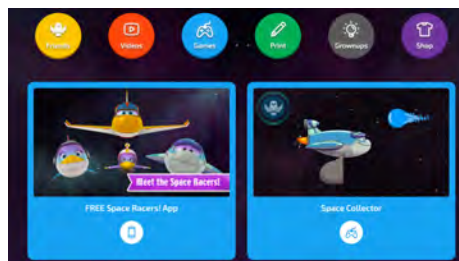 Friends
Videos
Games
Print
Grownups
Shop
Meet the Space Racers!
FREE Space Racers! App
Space Collector